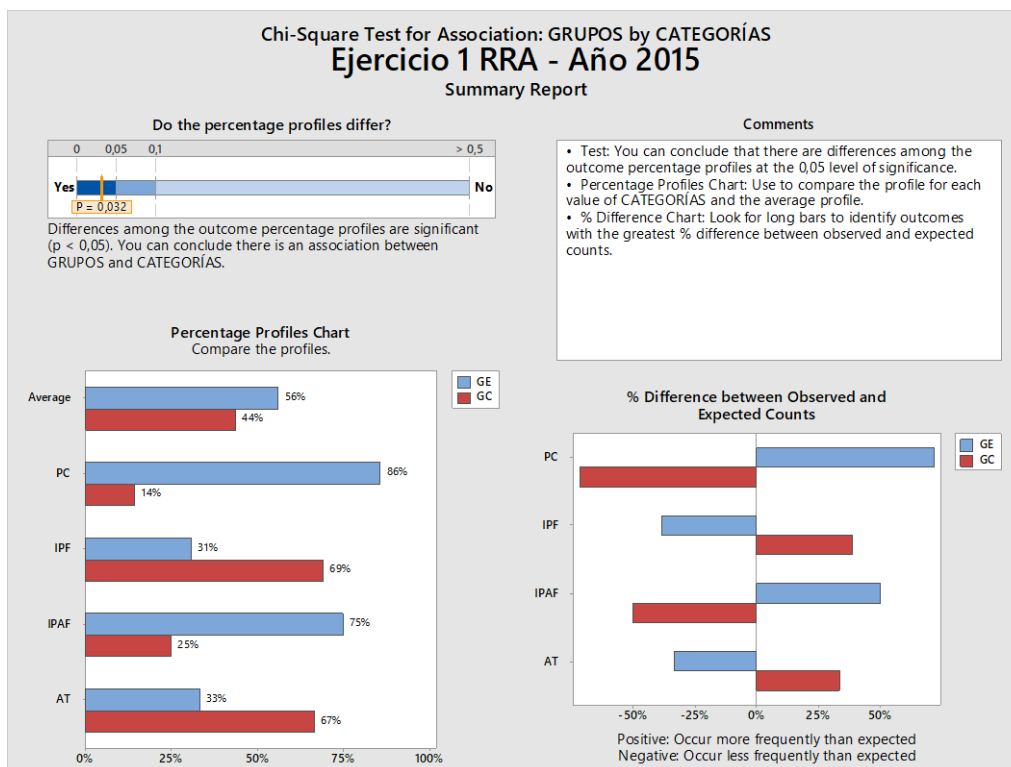 Chi-Square Test for Association: GRUPOS by CATEGORÍAS
Ejercicio 1 RRA - Año 2015
Summary Report
Do the percentage profiles differ?
0 0,05 0,1 > 0,5
Yes No
P = 0,032
Differences among the outcome percentage profiles are significant
(p < 0,05). You can conclude there is an association between
GRUPOS and CATEGORÍAS.
Comments
• Test: You can conclude that there are differences among the
outcome percentage profiles at the 0,05 level of significance.
• Percentage Profiles Chart: Use to compare the profile for each
value of CATEGORÍAS and the average profile.
• % Difference Chart: Look for long bars to identify outcomes
with the greatest % difference between observed and expected
counts.
Percentage Profiles Chart
Compare the profiles.
GE
GC
Average
56%
44%
PC
86%
14%
IPF
31%
69%
IPAF
75%
25%
AT
33%
67%
0% 25% 50% 75% 100%
% Difference between Observed and
Expected Counts
GE
GC
PC
IPF
IPAF
AT
-50% -25% 0% 25% 50%
Positive: Occur more frequently than expected
Negative: Occur less frequently than expected